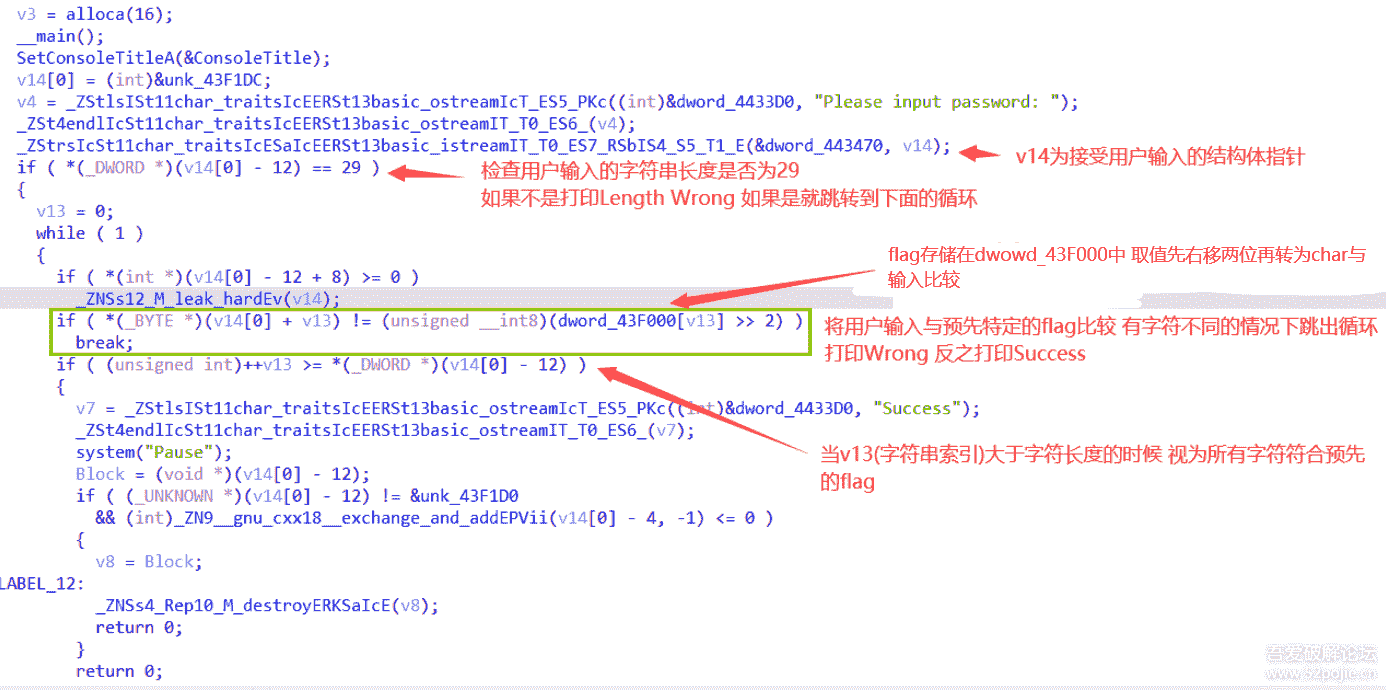 v3 = alloca(16);
__main();
SetConsoleTitleA(&ConsoleTitle);
v14[0] = (int)&unk_43F1DC;
v4 = _ZStlsISt11char_traitsIcEERSt13basic_ostreamIcT_ES5_PKc((int)&dword_4433D0, "Please input password: ");
_ZSt4endlIcSt11char_traitsIcEERSt13basic_ostreamIT_T0_ES6_(v4);
_ZStrsIcSt11char_traitsIcESaIcEERSt13basic_istreamIT_T0_ES7_RSbIS4_S5_T1_E(&dword_443470, v14);
v14为接受用户输入的结构体指针
if ( *(_DWORD *)(v14[0] - 12) == 29 )
检查用户输入的字符串长度是否为29
如果不是打印Length Wrong 如果是就跳转到下面的循环
{
v13 = 0;
while ( 1 )
{
flag存储在dwowd_43F000中 取值先右移两位再转为char与
输入比较
if ( *(int *)(v14[0] - 12 + 8) >= 0 )
_ZNSs12_M_leak_hardEv(v14);
if ( *(_BYTE *)(v14[0] + v13) != (unsigned __int8)(dword_43F000[v13] >> 2) )
break;
将用户输入与预先特定的flag比较 有字符不同的情况下跳出循环
打印Wrong 反之打印Success
if ( (unsigned int)++v13 >= *(_DWORD *)(v14[0] - 12) )
{
v7 = _ZStlsISt11char_traitsIcEERSt13basic_ostreamIcT_ES5_PKc((int)&dword_4433D0, "Success");
_ZSt4endlIcSt11char_traitsIcEERSt13basic_ostreamIT_T0_ES6_(v7);
system("Pause");
当v13(字符串索引)大于字符长度的时候 视为所有字符符合预先
的flag
Block = (void *)(v14[0] - 12);
if ( (_UNKNOWN *)(v14[0] - 12) != &unk_43F1D0
&& (int)_ZN9__gnu_cxx18__exchange_and_addEPVii(v14[0] - 4, -1) <= 0 )
{
v8 = Block;
LABEL_12:
_ZNSs4_Rep10_M_destroyERKSaIcE(v8);
return 0;
}
return 0;
吾爱破解论坛
www.52pojie.cn